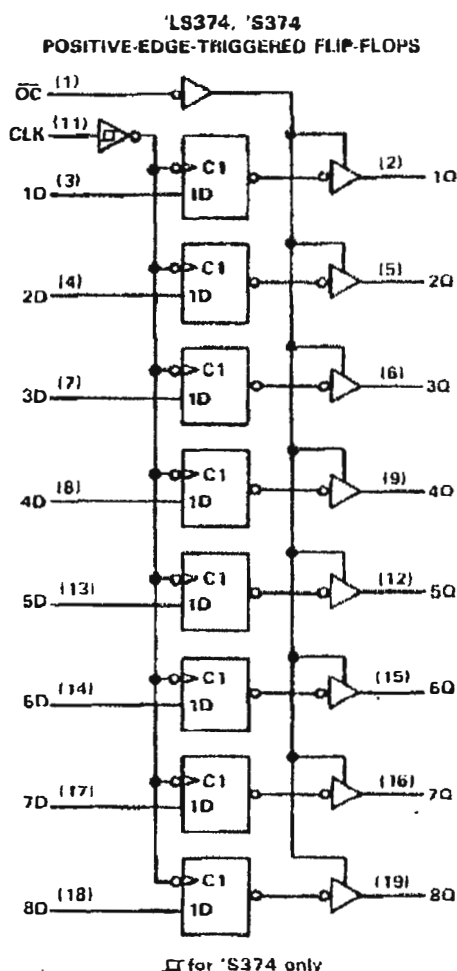 'LS374, 'S374
POSITIVE-EDGE-TRIGGERED FLIP-FLOPS
OC (1)
CLK (11)
C1 (2)
1D (3) 1D 1Q
C1 (5)
2D (4) 1D 2Q
C1 (6)
3D (7) 1D 3Q
C1 (9)
4D (8) 1D 4Q
C1 (12)
5D (13) 1D 5Q
C1 (15)
6D (14) 1D 6Q
C1 (16)
7D (17) 1D 7Q
C1 (19)
8D (18) 1D 8Q
for 'S374 only